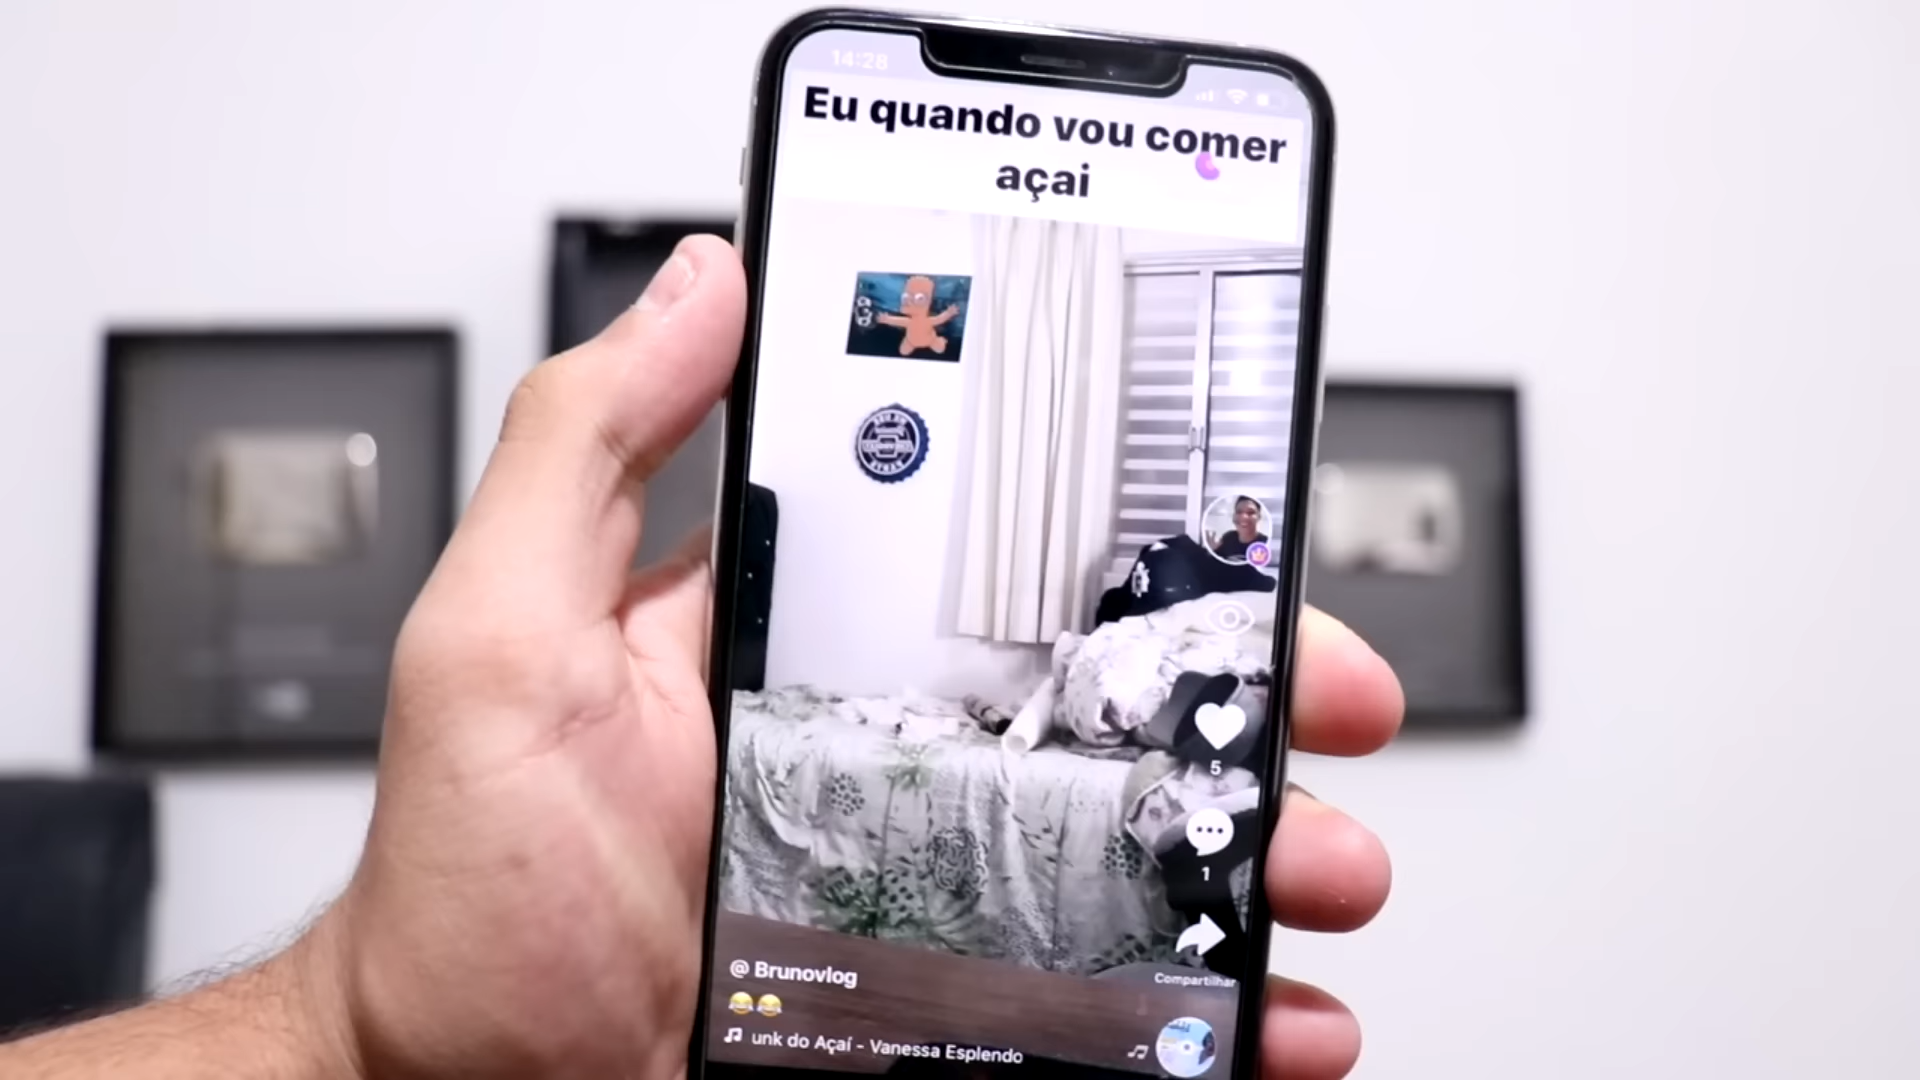 14:28
Eu quando vou comer
açai
5
1
Compartilhar
@ Brunovlog
😂😂
unk do Açaí - Vanessa Esplendo